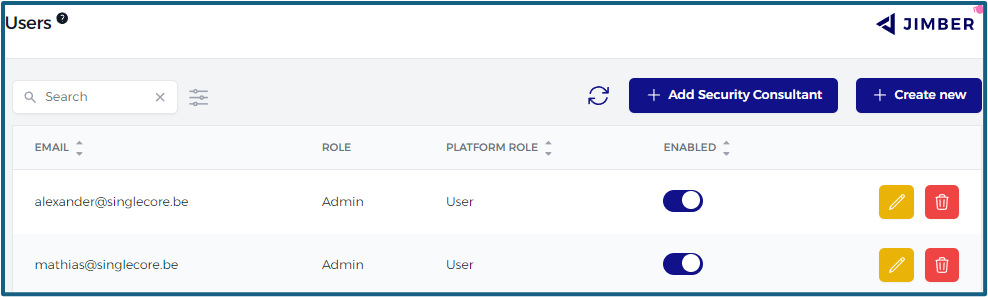 Users ?
JIMBER
Search
+ Add Security Consultant
+ Create new
EMAIL ROLE PLATFORM ROLE ENABLED
alexander@singlecore.be Admin User
mathias@singlecore.be Admin User